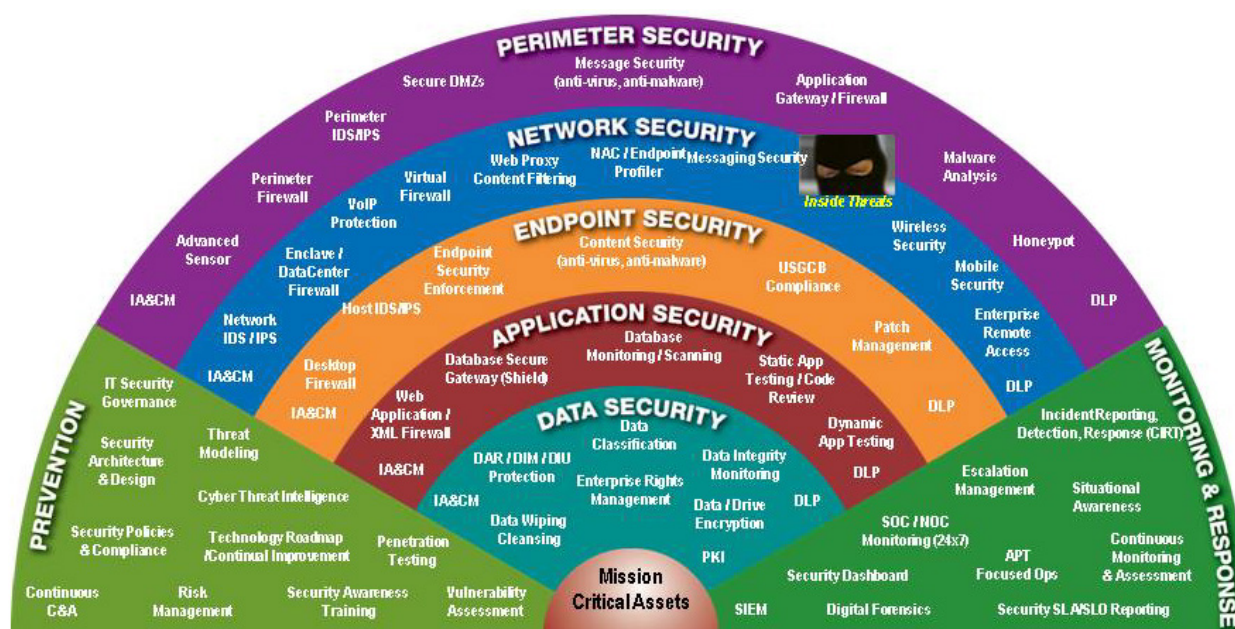 PERIMETER SECURITY
Secure DMZs
Message Security
(anti-virus, anti-malware)
Application
Gateway / Firewall
Perimeter
IDS/IPS
Malware
Analysis
Perimeter
Firewall
Honeypot
Advanced
Sensor
DLP
IA&CM
NETWORK SECURITY
Web Proxy
Content Filtering
NAC / Endpoint
Profiler
Messaging Security
Inside Threats
Virtual
Firewall
VoIP
Protection
Wireless
Security
Enclave /
DataCenter
Firewall
Mobile
Security
Network
IDS / IPS
Enterprise
Remote
Access
IA&CM
DLP
ENDPOINT SECURITY
Content Security
(anti-virus, anti-malware)
Endpoint
Security
Enforcement
USGCB
Compliance
Host IDS/IPS
Patch
Management
Desktop
Firewall
IA&CM
DLP
APPLICATION SECURITY
Database
Monitoring / Scanning
Database Secure
Gateway (Shield)
Static App
Testing / Code
Review
Web
Application /
XML Firewall
Dynamic
App Testing
IA&CM
DLP
DATA SECURITY
Data
Classification
DAR / DIM / DIU
Protection
Data Integrity
Monitoring
Enterprise Rights
Management
IA&CM
DLP
Data Wiping
Cleansing
Data / Drive
Encryption
PKI
Mission
Critical Assets
PREVENTION
IT Security
Governance
Security
Architecture
& Design
Threat
Modeling
Cyber Threat Intelligence
Security Policies
& Compliance
Technology Roadmap
/Continual Improvement
Penetration
Testing
Continuous
C&A
Risk
Management
Security Awareness
Training
Vulnerability
Assessment
MONITORING & RESPONSE
Incident Reporting,
Detection, Response (CIRT)
Escalation
Management
Situational
Awareness
SOC / NOC
Monitoring (24x7)
Continuous
Monitoring
& Assessment
APT
Focused Ops
Security Dashboard
SIEM
Digital Forensics
Security SLA/SLO Reporting